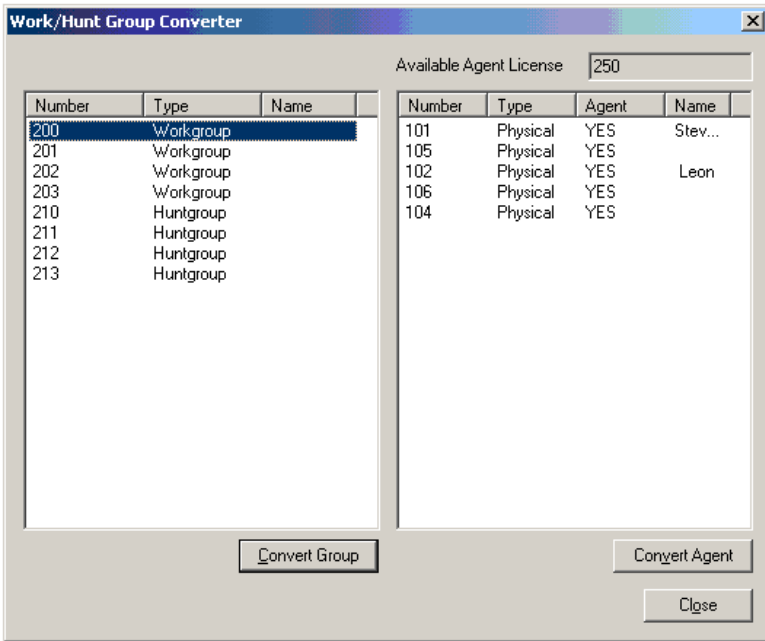 Work/Hunt Group Converter
Available Agent License 250
Number Type Name
200 Workgroup
201 Workgroup
202 Workgroup
203 Workgroup
210 Huntgroup
211 Huntgroup
212 Huntgroup
213 Huntgroup
Convert Group
Number Type Agent Name
101 Physical YES Stev...
105 Physical YES
102 Physical YES Leon
106 Physical YES
104 Physical YES
Convert Agent
Close